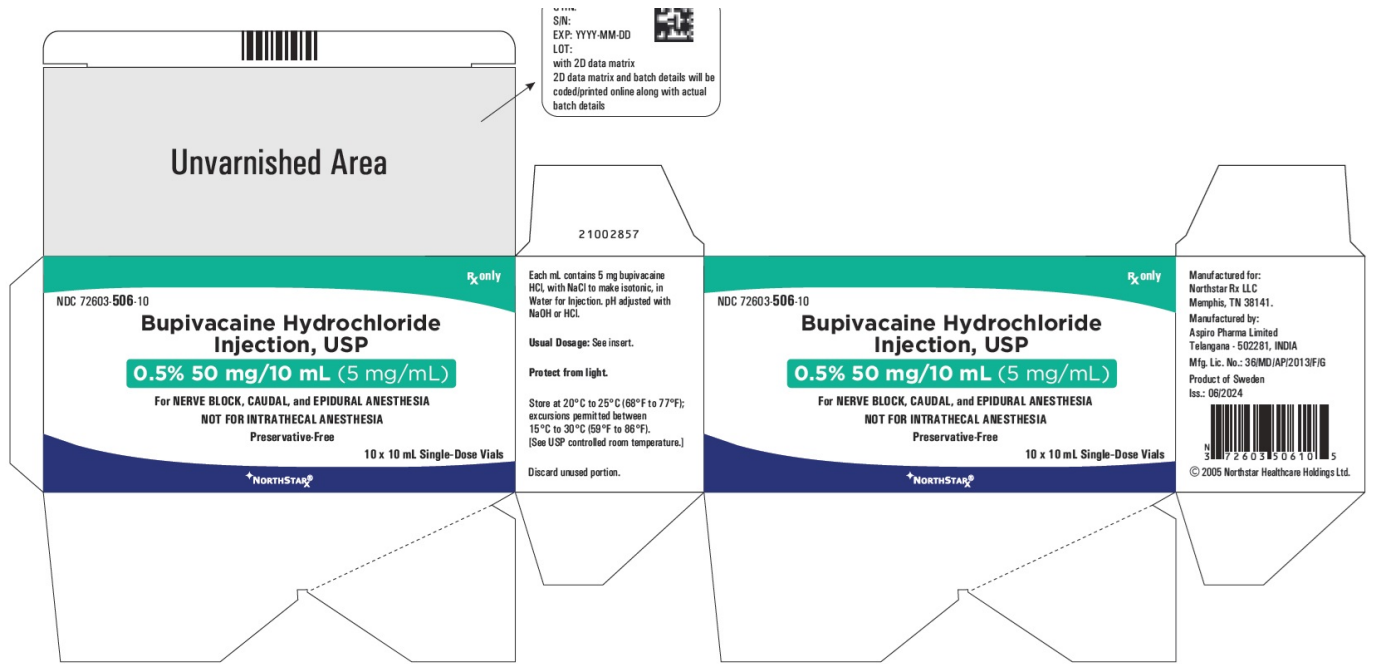 S/N:
EXP: YYYY-MM-DD
LOT:
with 2D data matrix
2D data matrix and batch details will be
coded/printed online along with actual
batch details
Unvarnished Area
21002857
Rx only
NDC 72603-506-10
Bupivacaine Hydrochloride
Injection, USP
0.5% 50 mg/10 mL (5 mg/mL)
For NERVE BLOCK, CAUDAL, and EPIDURAL ANESTHESIA
NOT FOR INTRATHECAL ANESTHESIA
Preservative-Free
10 x 10 mL Single-Dose Vials
NORTHSTARx®
Each mL contains 5 mg bupivacaine
HCl, with NaCl to make isotonic, in
Water for Injection. pH adjusted with
NaOH or HCl.
Usual Dosage: See insert.
Protect from light.
Store at 20°C to 25°C (68°F to 77°F);
excursions permitted between
15°C to 30°C (59°F to 86°F).
[See USP controlled room temperature.]
Discard unused portion.
Rx only
NDC 72603-506-10
Bupivacaine Hydrochloride
Injection, USP
0.5% 50 mg/10 mL (5 mg/mL)
For NERVE BLOCK, CAUDAL, and EPIDURAL ANESTHESIA
NOT FOR INTRATHECAL ANESTHESIA
Preservative-Free
10 x 10 mL Single-Dose Vials
NORTHSTARx®
Manufactured for:
Northstar Rx LLC
Memphis, TN 38141.
Manufactured by:
Aspiro Pharma Limited
Telangana - 502281, INDIA
Mfg. Lic. No.: 36/MD/AP/2013/F/G
Product of Sweden
Iss.: 06/2024
N
3 72603 50610 5
© 2005 Northstar Healthcare Holdings Ltd.